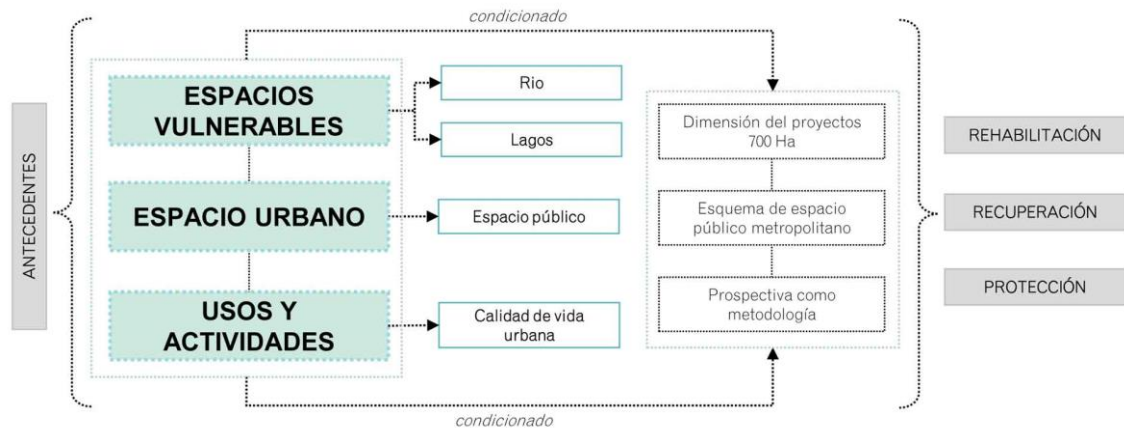 condicionado
ANTECEDENTES
ESPACIOS
VULNERABLES
Rio
Lagos
ESPACIO URBANO
Espacio público
USOS Y
ACTIVIDADES
Calidad de vida
urbana
Dimensión del proyectos
700 Ha
Esquema de espacio
público metropolitano
Prospectiva como
metodología
REHABILITACIÓN
RECUPERACIÓN
PROTECCIÓN
condicionado